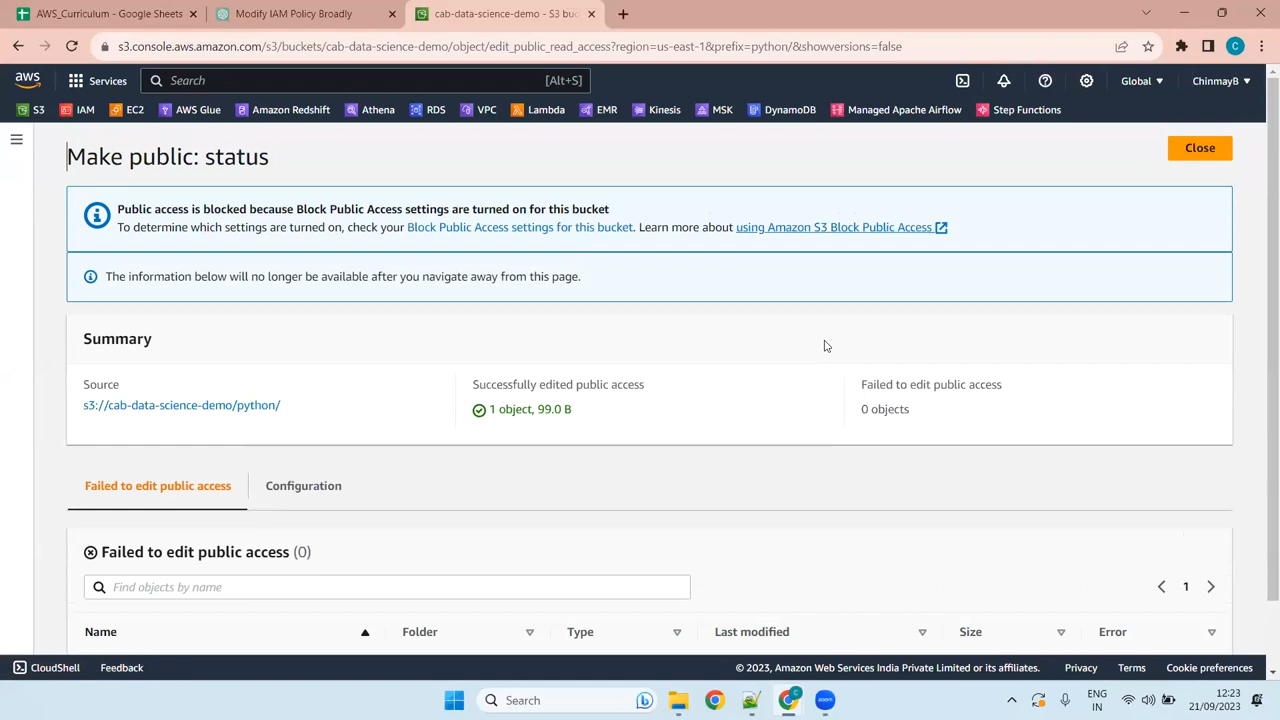 AWS_Curriculum - Google Sheets
Modify IAM Policy Broadly
cab-data-science-demo - S3 buc
s3.console.aws.amazon.com/s3/buckets/cab-data-science-demo/object/edit_public_read_access?region=us-east-1&prefix=python/&showversions=false
C
aws
Services
Search
[Alt+S]
Global
ChinmayB
S3
IAM
EC2
AWS Glue
Amazon Redshift
Athena
RDS
VPC
Lambda
EMR
Kinesis
MSK
DynamoDB
Managed Apache Airflow
Step Functions
Make public: status
Close
Public access is blocked because Block Public Access settings are turned on for this bucket
To determine which settings are turned on, check your Block Public Access settings for this bucket. Learn more about using Amazon S3 Block Public Access
The information below will no longer be available after you navigate away from this page.
Summary
Source
s3://cab-data-science-demo/python/
Successfully edited public access
1 object, 99.0 B
Failed to edit public access
0 objects
Failed to edit public access
Configuration
Failed to edit public access (0)
Find objects by name
1
Name
Folder
Type
Last modified
Size
Error
CloudShell
Feedback
© 2023, Amazon Web Services India Private Limited or its affiliates.
Privacy
Terms
Cookie preferences
Search
zoom
ENG
IN
12:23
21/09/2023